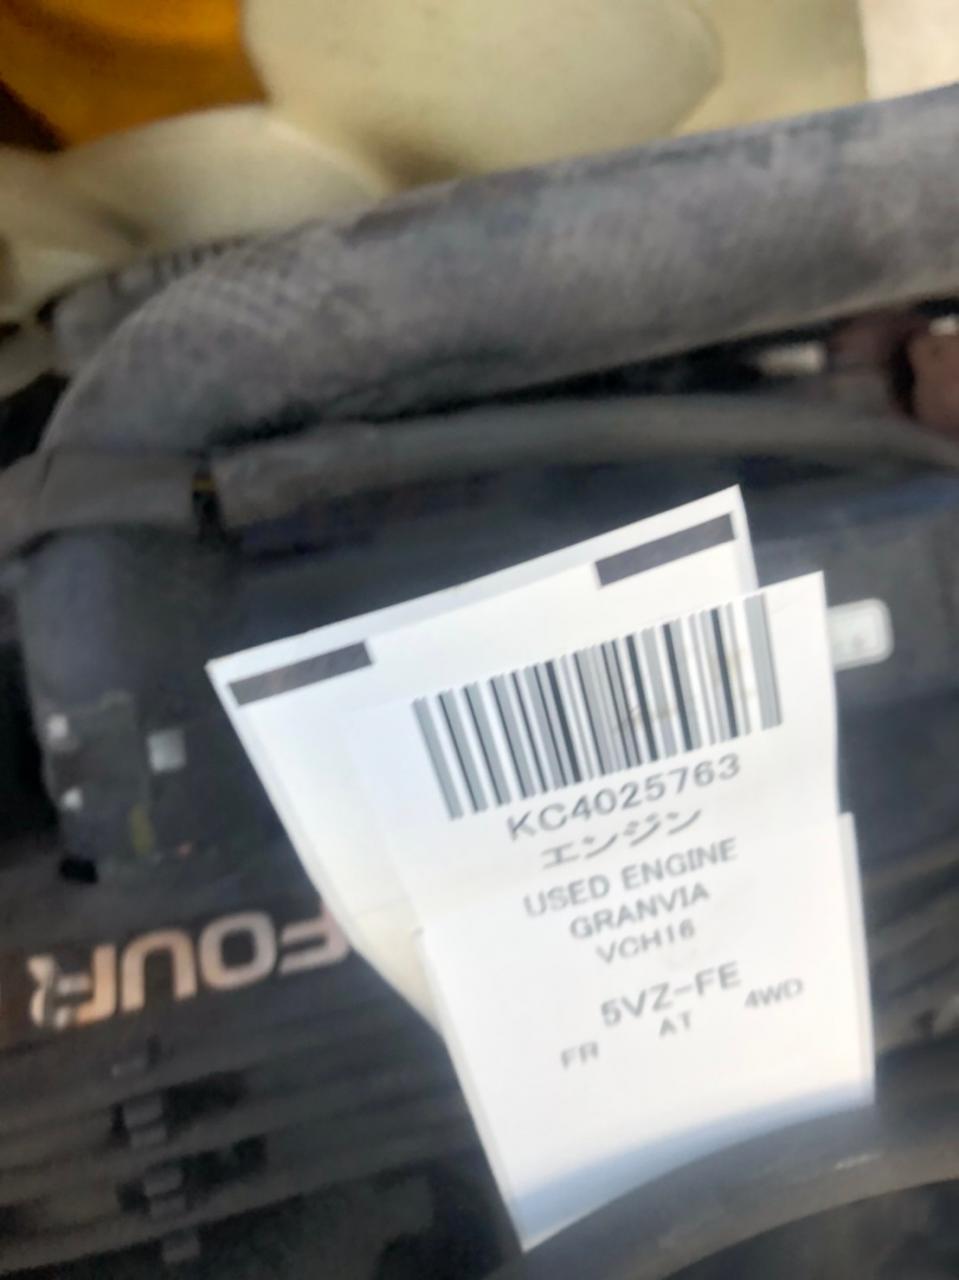 KC4025763
エンジン
USED ENGINE
GRANVIA
VCH16
5VZ-FE
FR AT 4WD
FOUR